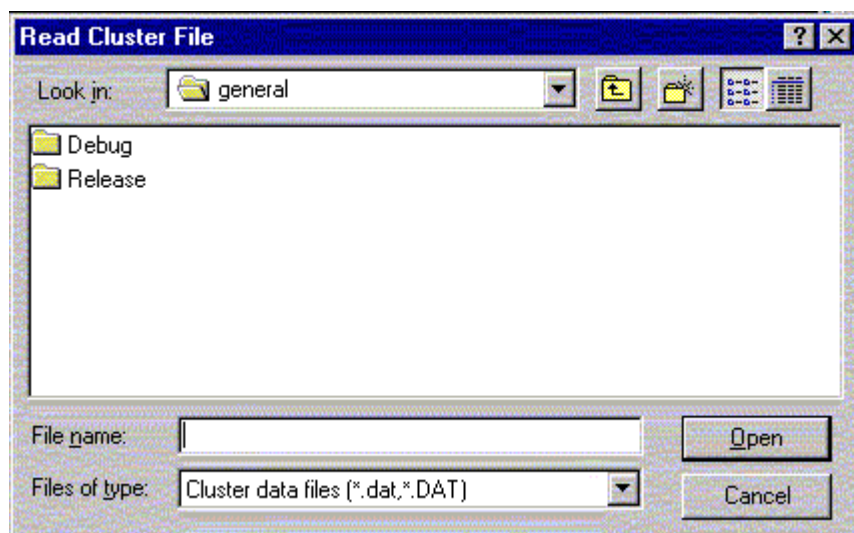 Read Cluster File
Look in: general
Debug
Release
File name: Open
Files of type: Cluster data files (*.dat,*.DAT) Cancel